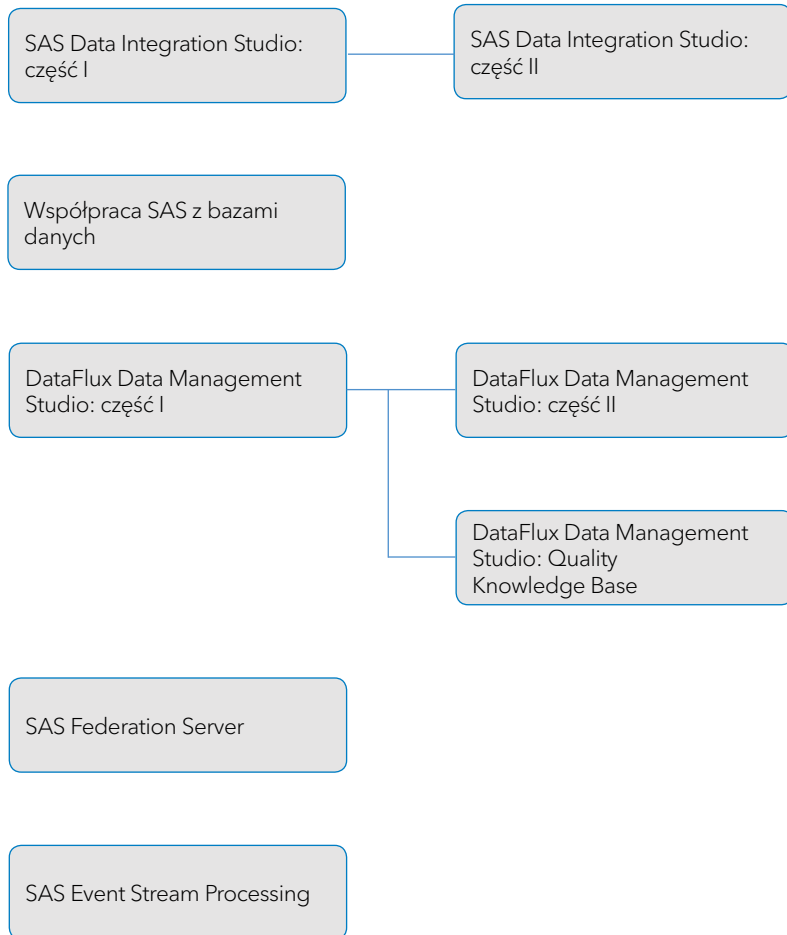 SAS Data Integration Studio:
część I
SAS Data Integration Studio:
część II
Współpraca SAS z bazami
danych
DataFlux Data Management
Studio: część I
DataFlux Data Management
Studio: część II
DataFlux Data Management
Studio: Quality
Knowledge Base
SAS Federation Server
SAS Event Stream Processing